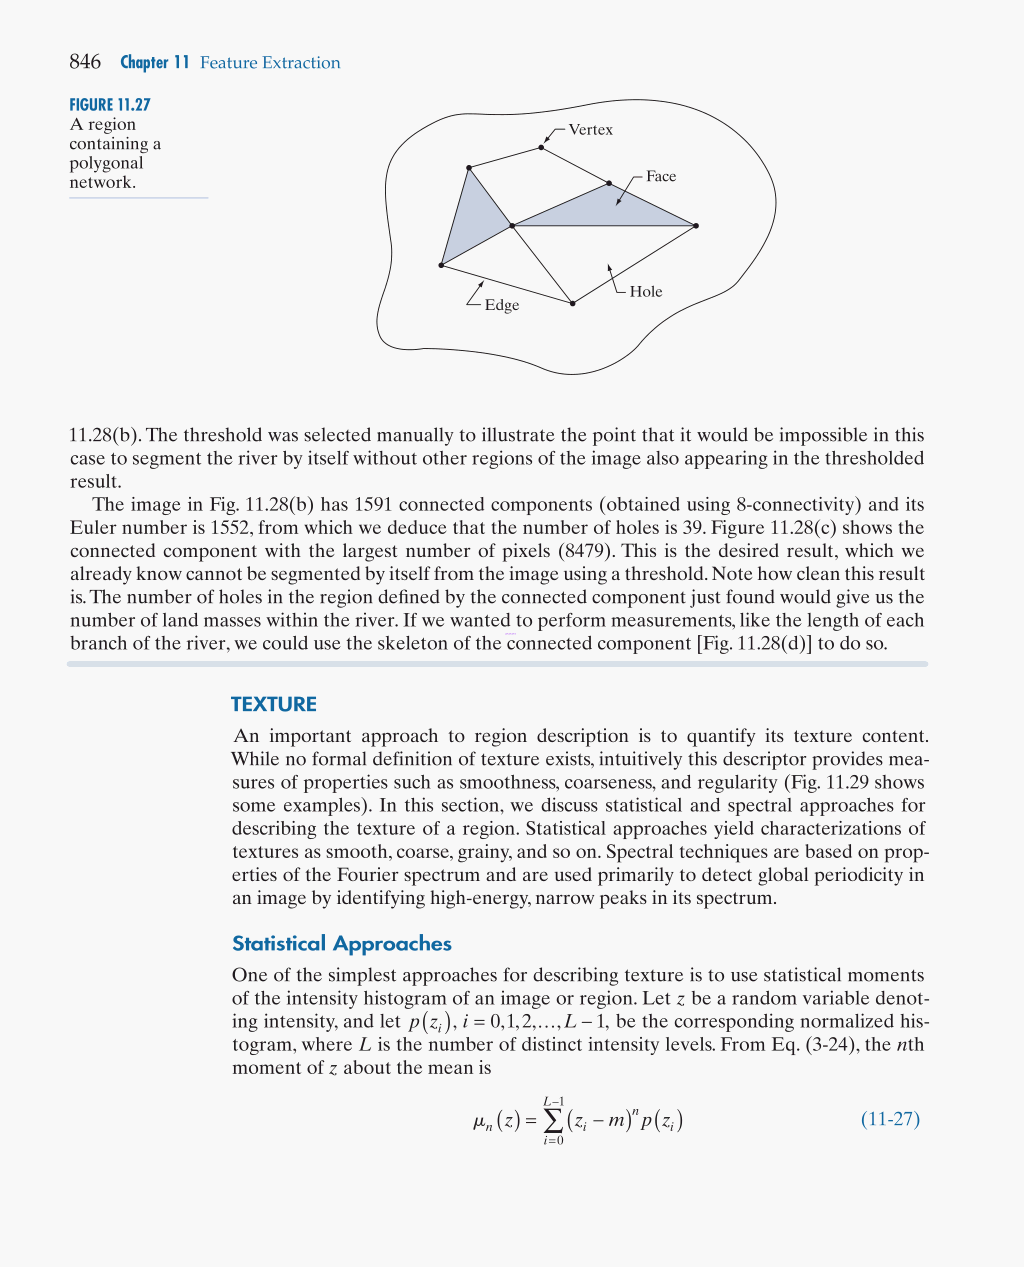 846 Chapter 11 Feature Extraction
FIGURE 11.27
A region
containing a
polygonal
network.
Vertex
Face
Hole
Edge
11.28(b). The threshold was selected manually to illustrate the point that it would be impossible in this
case to segment the river by itself without other regions of the image also appearing in the thresholded
result.
The image in Fig. 11.28(b) has 1591 connected components (obtained using 8-connectivity) and its
Euler number is 1552, from which we deduce that the number of holes is 39. Figure 11.28(c) shows the
connected component with the largest number of pixels (8479). This is the desired result, which we
already know cannot be segmented by itself from the image using a threshold. Note how clean this result
is. The number of holes in the region defined by the connected component just found would give us the
number of land masses within the river. If we wanted to perform measurements, like the length of each
branch of the river, we could use the skeleton of the connected component [Fig. 11.28(d)] to do so.
TEXTURE
An important approach to region description is to quantify its texture content.
While no formal definition of texture exists, intuitively this descriptor provides mea-
sures of properties such as smoothness, coarseness, and regularity (Fig. 11.29 shows
some examples). In this section, we discuss statistical and spectral approaches for
describing the texture of a region. Statistical approaches yield characterizations of
textures as smooth, coarse, grainy, and so on. Spectral techniques are based on prop-
erties of the Fourier spectrum and are used primarily to detect global periodicity in
an image by identifying high-energy, narrow peaks in its spectrum.
Statistical Approaches
One of the simplest approaches for describing texture is to use statistical moments
of the intensity histogram of an image or region. Let z be a random variable denot-
ing intensity, and let p(z_i), i = 0,1,2,…, L − 1, be the corresponding normalized his-
togram, where L is the number of distinct intensity levels. From Eq. (3-24), the nth
moment of z about the mean is
μ_n(z) = ∑_{i=0}^{L−1} (z_i − m)^n p(z_i) (11-27)